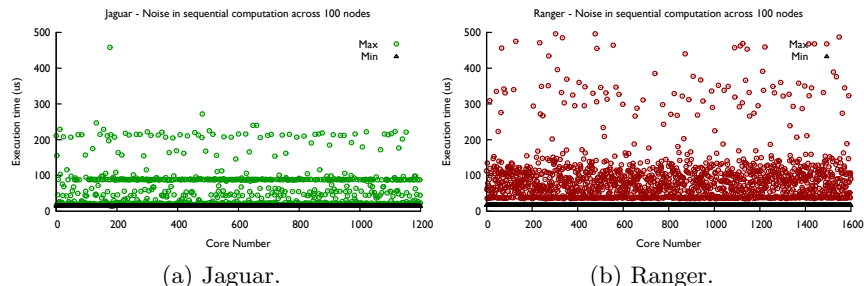 Jaguar - Noise in sequential computation across 100 nodes
500
400
300
200
100
0
0 200 400 600 800 1000 1200
Execution time (us)
Core Number
Max
Min
(a) Jaguar.
Ranger - Noise in sequential computation across 100 nodes
500
400
300
200
100
0
0 200 400 600 800 1000 1200 1400 1600
Execution time (us)
Core Number
Max
Min
(b) Ranger.